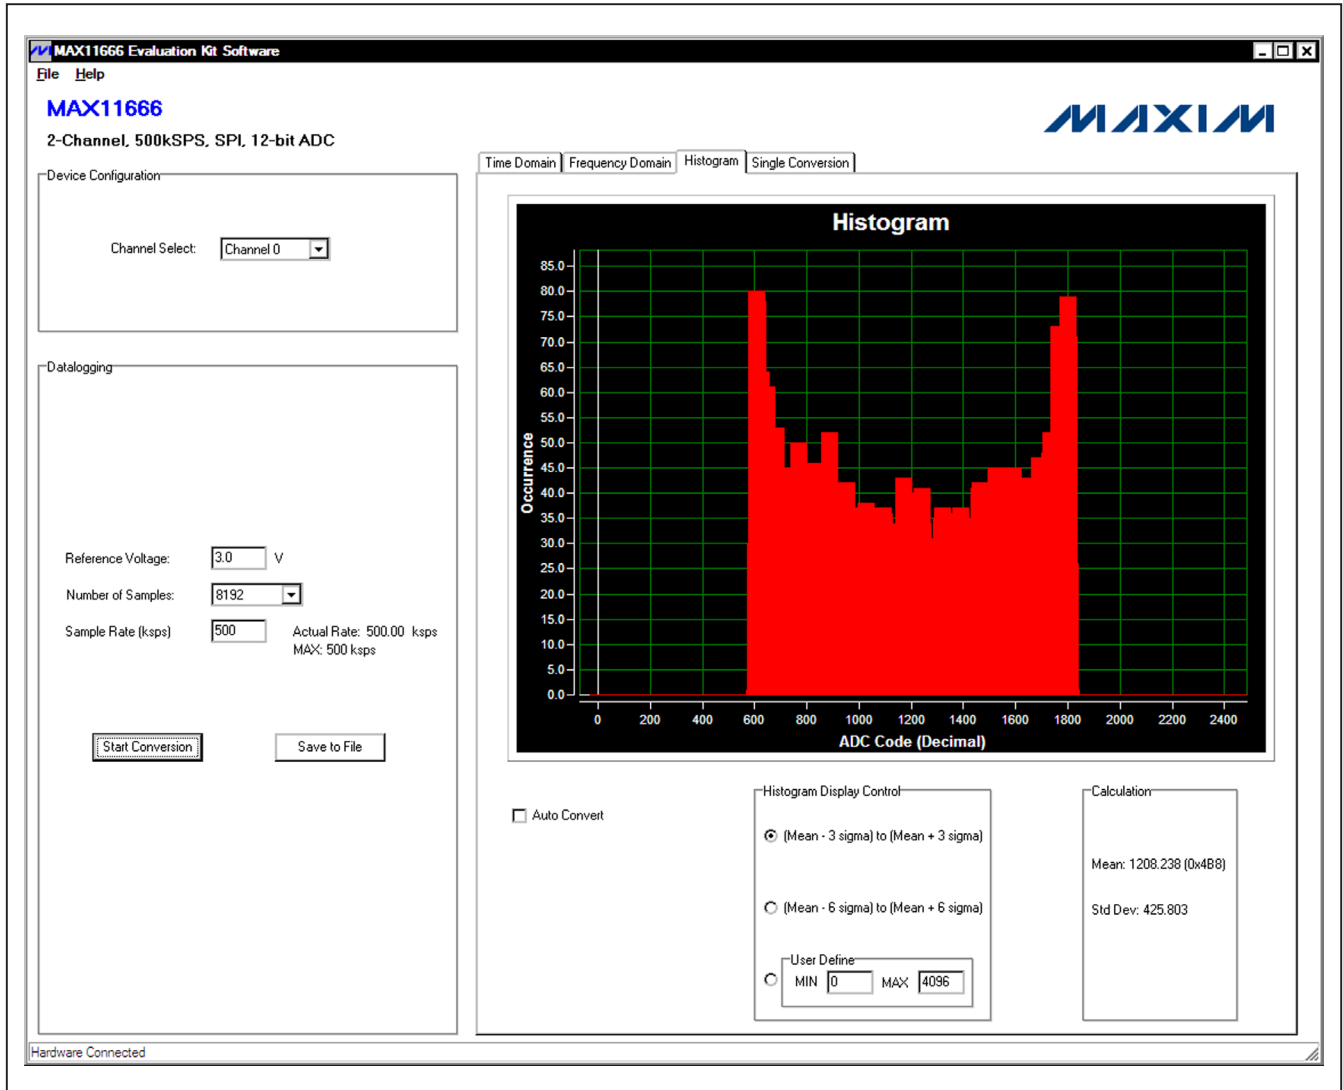 MAX11666 Evaluation Kit Software
File Help
MAX11666
2-Channel, 500kSPS, SPI, 12-bit ADC
MAXIM
Device Configuration
Channel Select: Channel 0
Datalogging
Reference Voltage: 3.0 V
Number of Samples: 8192
Sample Rate (ksps) 500 Actual Rate: 500.00 ksps
MAX: 500 ksps
Start Conversion Save to File
Time Domain Frequency Domain Histogram Single Conversion
Histogram
85.0
80.0
75.0
70.0
65.0
60.0
55.0
50.0
45.0
40.0
35.0
30.0
25.0
20.0
15.0
10.0
5.0
0.0
Occurrence
0 200 400 600 800 1000 1200 1400 1600 1800 2000 2200 2400
ADC Code (Decimal)
Auto Convert
Histogram Display Control
(Mean - 3 sigma) to (Mean + 3 sigma)
(Mean - 6 sigma) to (Mean + 6 sigma)
User Define
MIN 0 MAX 4096
Calculation
Mean: 1208.238 (0x4B8)
Std Dev: 425.803
Hardware Connected